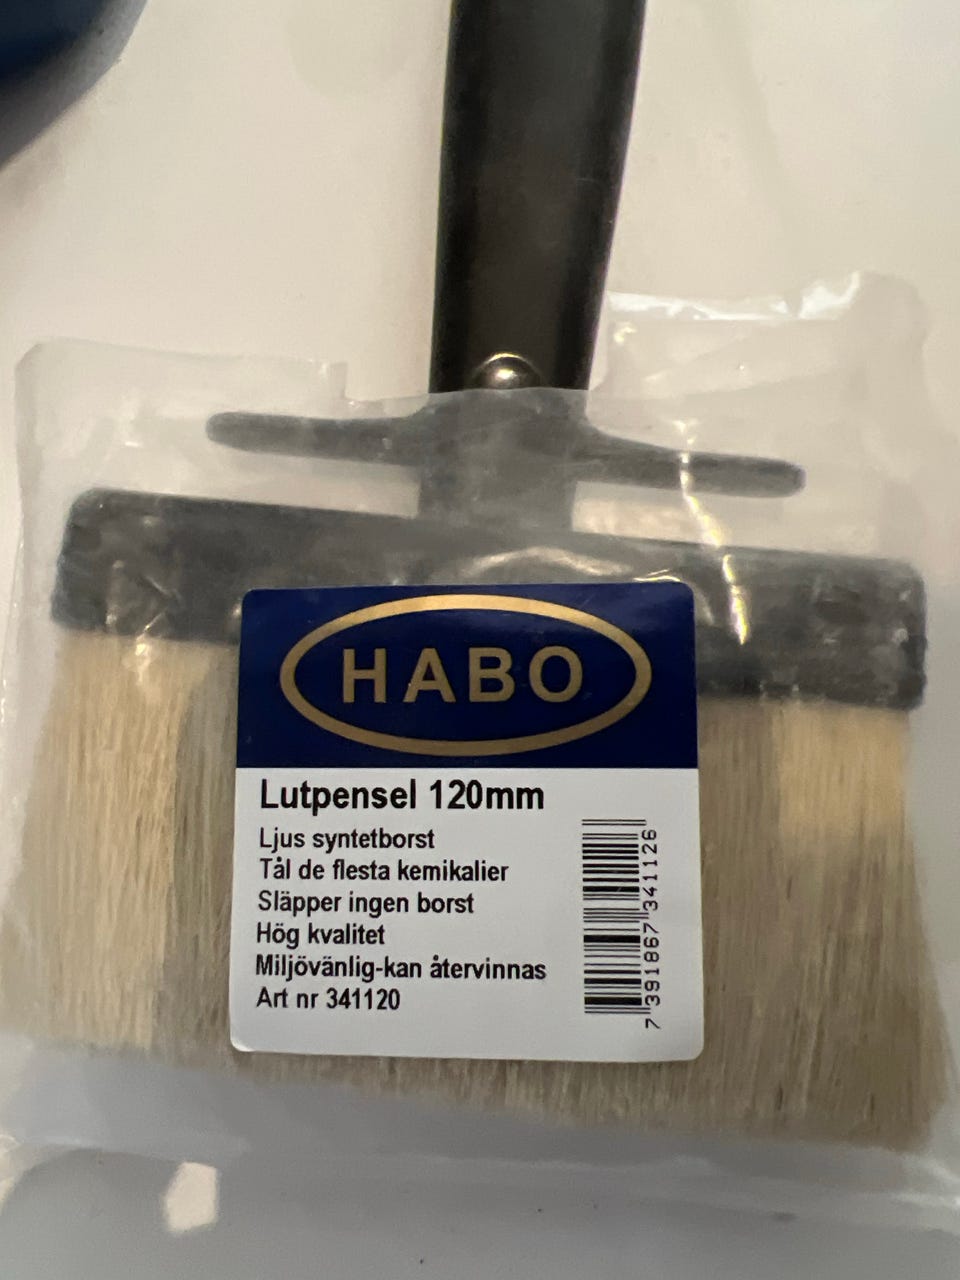 HABO
Lutpensel 120mm
Ljus syntetborst
Tål de flesta kemikalier
Släpper ingen borst
Hög kvalitet
Miljövänlig-kan återvinnas
Art nr 341120
7 391867 341126